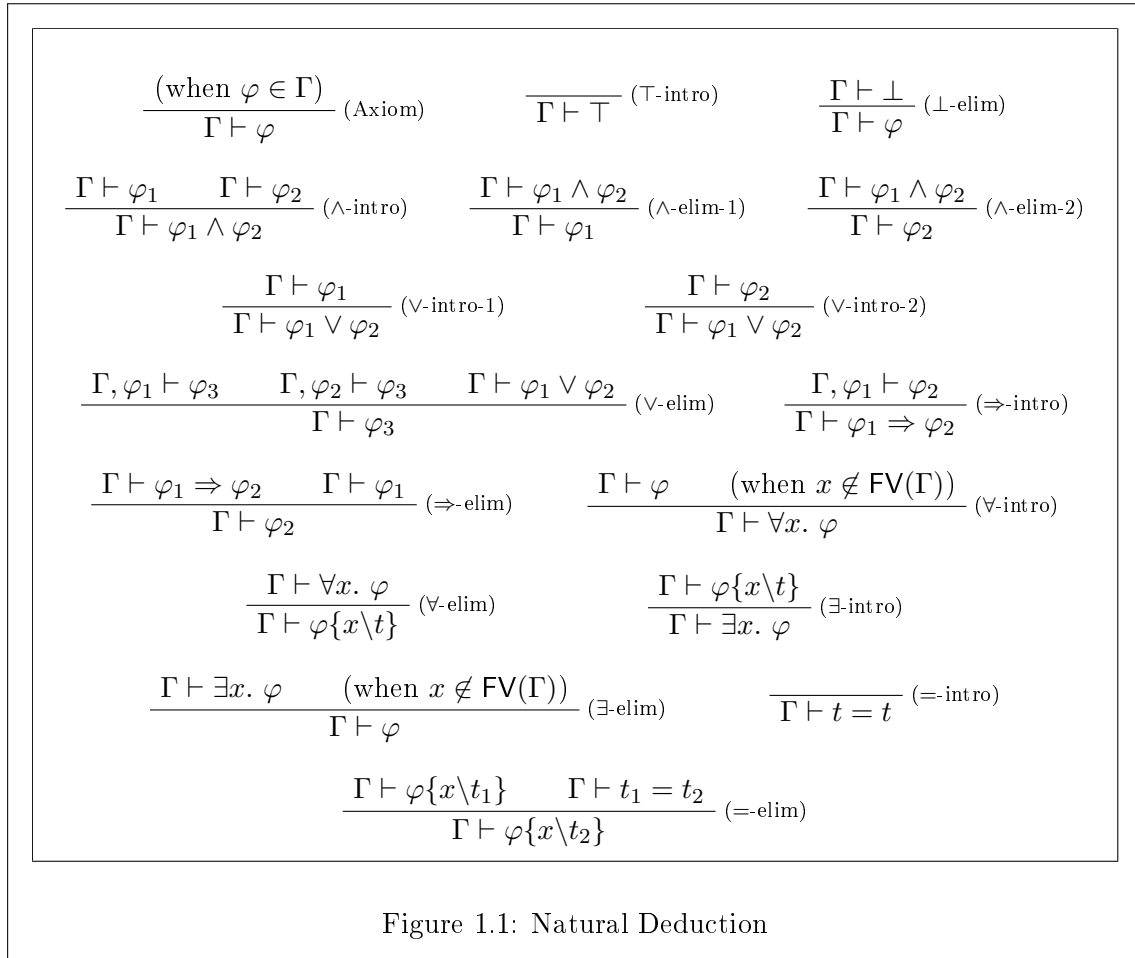 (when φ ∈ Γ)
Γ ⊢ φ (Axiom)
Γ ⊢ ⊤ (⊤-intro)
Γ ⊢ ⊥
Γ ⊢ φ (⊥-elim)
Γ ⊢ φ₁ Γ ⊢ φ₂
Γ ⊢ φ₁ ∧ φ₂ (∧-intro)
Γ ⊢ φ₁ ∧ φ₂
Γ ⊢ φ₁ (∧-elim-1)
Γ ⊢ φ₁ ∧ φ₂
Γ ⊢ φ₂ (∧-elim-2)
Γ ⊢ φ₁
Γ ⊢ φ₁ ∨ φ₂ (∨-intro-1)
Γ ⊢ φ₂
Γ ⊢ φ₁ ∨ φ₂ (∨-intro-2)
Γ, φ₁ ⊢ φ₃ Γ, φ₂ ⊢ φ₃ Γ ⊢ φ₁ ∨ φ₂
Γ ⊢ φ₃ (∨-elim)
Γ, φ₁ ⊢ φ₂
Γ ⊢ φ₁ ⇒ φ₂ (⇒-intro)
Γ ⊢ φ₁ ⇒ φ₂ Γ ⊢ φ₁
Γ ⊢ φ₂ (⇒-elim)
Γ ⊢ φ (when x ∉ FV(Γ))
Γ ⊢ ∀x. φ (∀-intro)
Γ ⊢ ∀x. φ
Γ ⊢ φ{x\t} (∀-elim)
Γ ⊢ φ{x\t}
Γ ⊢ ∃x. φ (∃-intro)
Γ ⊢ ∃x. φ (when x ∉ FV(Γ))
Γ ⊢ φ (∃-elim)
Γ ⊢ t = t (=-intro)
Γ ⊢ φ{x\t₁} Γ ⊢ t₁ = t₂
Γ ⊢ φ{x\t₂} (=-elim)
Figure 1.1: Natural Deduction